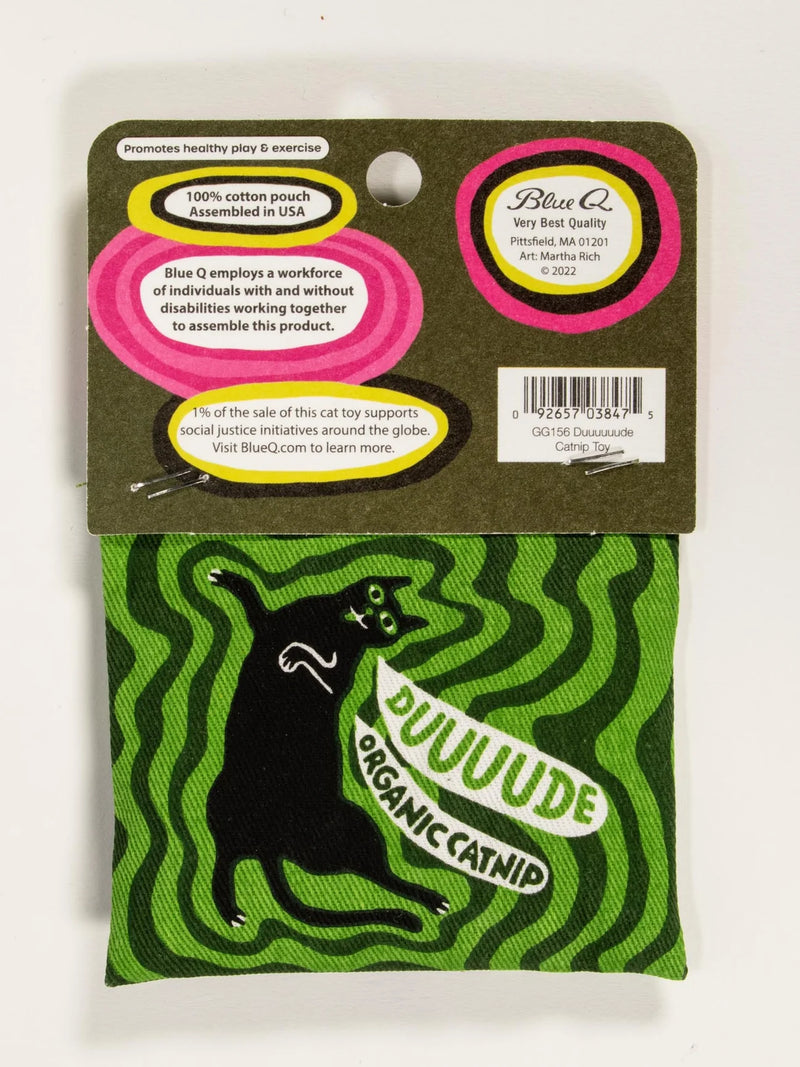 Promotes healthy play & exercise
100% cotton pouch
Assembled in USA
Blue Q employs a workforce
of individuals with and without
disabilities working together
to assemble this product.
1% of the sale of this cat toy supports
social justice initiatives around the globe.
Visit BlueQ.com to learn more.
Blue Q
Very Best Quality
Pittsfield, MA 01201
Art: Martha Rich
© 2022
0 92657 03847 5
GG156 Duuuuuude
Catnip Toy
DUUUUUDE
ORGANIC CATNIP